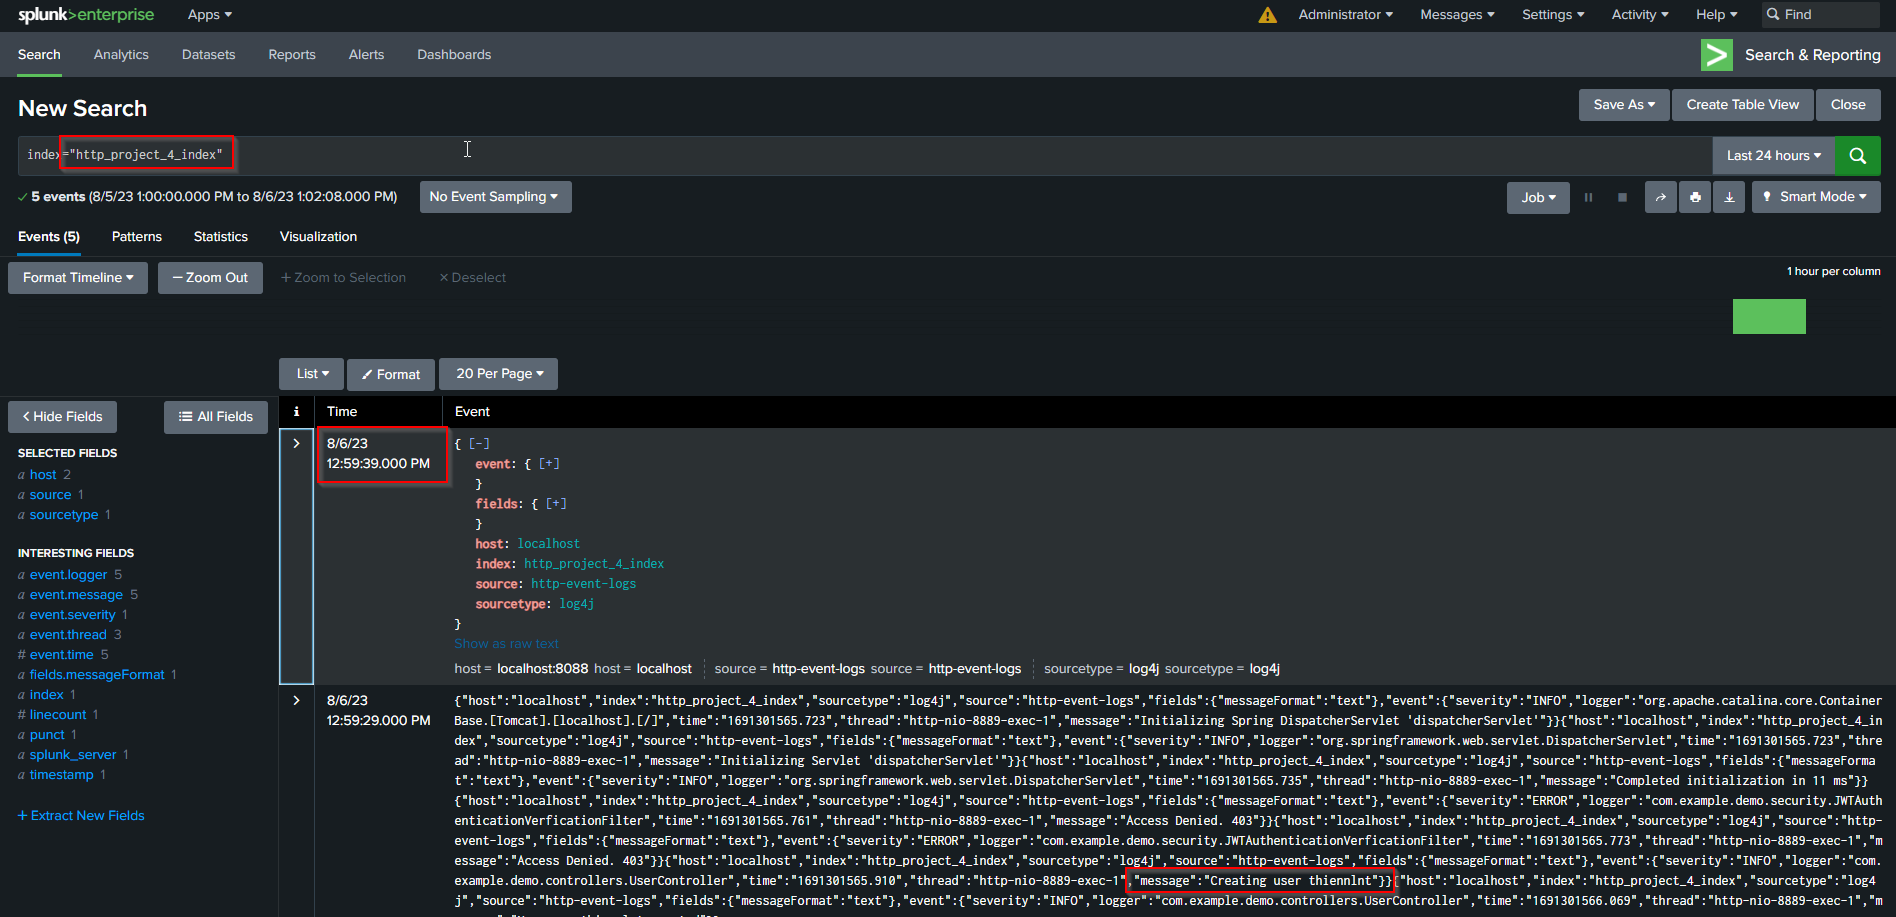 splunk>enterprise Apps Administrator Messages Settings Activity Help Find
Search Analytics Datasets Reports Alerts Dashboards Search & Reporting
New Search Save As Create Table View Close
index="http_project_4_index" Last 24 hours
5 events (8/5/23 1:00:00.000 PM to 8/6/23 1:02:08.000 PM) No Event Sampling Job Smart Mode
Events (5) Patterns Statistics Visualization
Format Timeline — Zoom Out + Zoom to Selection × Deselect 1 hour per column
List Format 20 Per Page
Hide Fields All Fields i Time Event
SELECTED FIELDS
a host 2
a source 1
a sourcetype 1
INTERESTING FIELDS
a event.logger 5
a event.message 5
a event.severity 1
a event.thread 3
# event.time 5
a fields.messageFormat 1
a index 1
# linecount 1
a punct 1
a splunk_server 1
a timestamp 1
+ Extract New Fields
8/6/23
12:59:39.000 PM
{ [-]
event: { [+]
}
fields: { [+]
}
host: localhost
index: http_project_4_index
source: http-event-logs
sourcetype: log4j
}
Show as raw text
host = localhost:8088 host = localhost source = http-event-logs source = http-event-logs sourcetype = log4j sourcetype = log4j
8/6/23
12:59:29.000 PM
{"host":"localhost","index":"http_project_4_index","sourcetype":"log4j","source":"http-event-logs","fields":{"messageFormat":"text"},"event":{"severity":"INFO","logger":"org.apache.catalina.core.Container
Base.[Tomcat].[localhost].[/]","time":"1691301565.723","thread":"http-nio-8889-exec-1","message":"Initializing Spring DispatcherServlet 'dispatcherServlet'"}}{"host":"localhost","index":"http_project_4_in
dex","sourcetype":"log4j","source":"http-event-logs","fields":{"messageFormat":"text"},"event":{"severity":"INFO","logger":"org.springframework.web.servlet.DispatcherServlet","time":"1691301565.723","thre
ad":"http-nio-8889-exec-1","message":"Initializing Servlet 'dispatcherServlet'"}}{"host":"localhost","index":"http_project_4_index","sourcetype":"log4j","source":"http-event-logs","fields":{"messageForma
t":"text"},"event":{"severity":"INFO","logger":"org.springframework.web.servlet.DispatcherServlet","time":"1691301565.735","thread":"http-nio-8889-exec-1","message":"Completed initialization in 11 ms"}}
{"host":"localhost","index":"http_project_4_index","sourcetype":"log4j","source":"http-event-logs","fields":{"messageFormat":"text"},"event":{"severity":"ERROR","logger":"com.example.demo.security.JWTAuth
enticationVerficationFilter","time":"1691301565.761","thread":"http-nio-8889-exec-1","message":"Access Denied. 403"}}{"host":"localhost","index":"http_project_4_index","sourcetype":"log4j","source":"http-
event-logs","fields":{"messageFormat":"text"},"event":{"severity":"ERROR","logger":"com.example.demo.security.JWTAuthenticationVerficationFilter","time":"1691301565.773","thread":"http-nio-8889-exec-1","m
essage":"Access Denied. 403"}}{"host":"localhost","index":"http_project_4_index","sourcetype":"log4j","source":"http-event-logs","fields":{"messageFormat":"text"},"event":{"severity":"INFO","logger":"com.
example.demo.controllers.UserController","time":"1691301565.910","thread":"http-nio-8889-exec-1","message":"Creating user thiennlnt"}}{"host":"localhost","index":"http_project_4_index","sourcetype":"log4
j","source":"http-event-logs","fields":{"messageFormat":"text"},"event":{"severity":"INFO","logger":"com.example.demo.controllers.UserController","time":"1691301566.069","thread":"http-nio-8889-exec-1","m